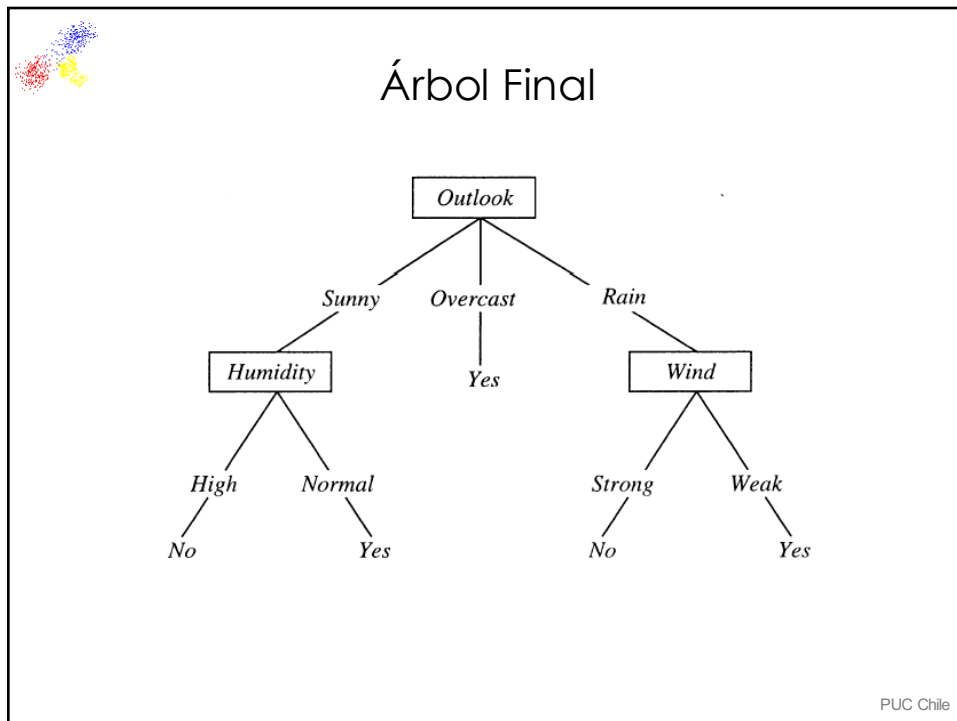 Árbol Final
Outlook
Sunny Overcast Rain
Humidity Yes Wind
High Normal Strong Weak
No Yes No Yes
PUC Chile